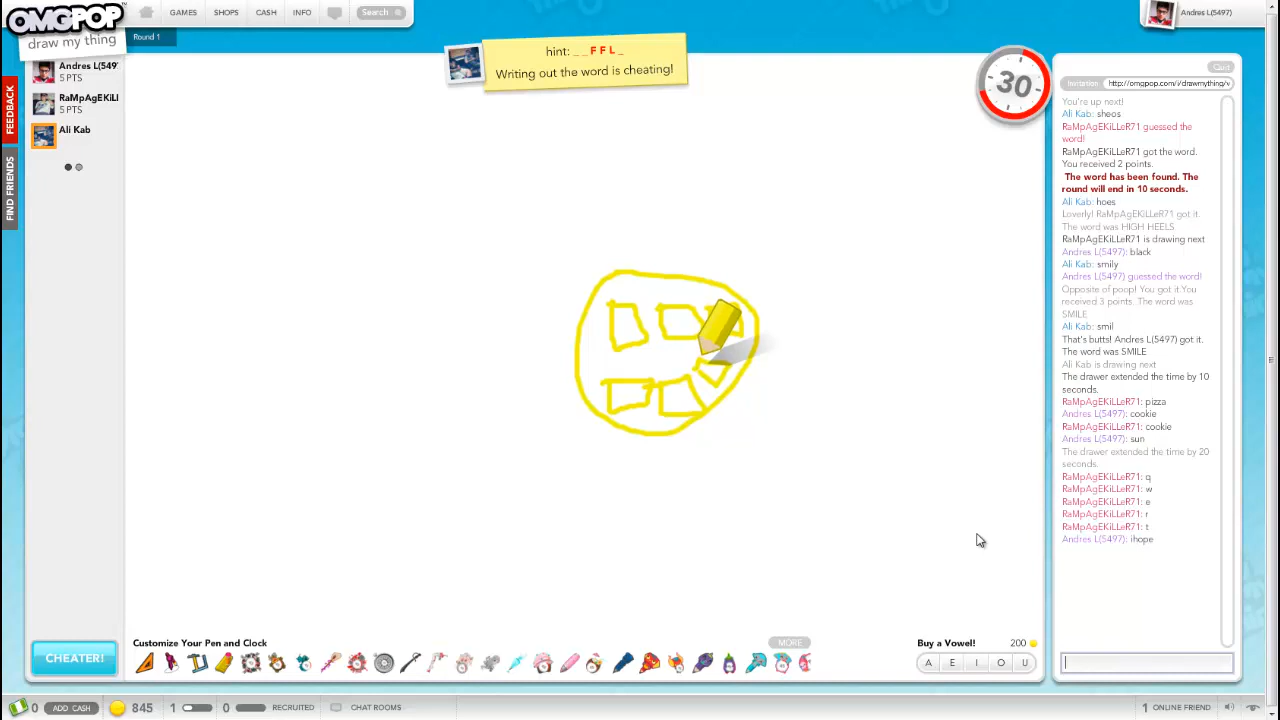 OMGPOP
GAMES SHOPS CASH INFO Search
Andres L(5497)
draw my thing
Round 1
hint: _ _ F F L _
Writing out the word is cheating!
30
Andres L(549
5 PTS
RaMpAgEKiLl
5 PTS
Ali Kab
FEEDBACK
FIND FRIENDS
Invitation http://omgpop.com/#/drawmything/v
You're up next!
Ali Kab: sheos
RaMpAgEKiLLeR71 guessed the
word!
RaMpAgEKiLLeR71 got the word.
You received 2 points.
The word has been found. The
round will end in 10 seconds.
Ali Kab: hoes
Loverly! RaMpAgEKiLLeR71 got it.
The word was HIGH HEELS
RaMpAgEKiLLeR71 is drawing next
Andres L(5497): black
Ali Kab: smily
Andres L(5497) guessed the word!
Opposite of poop! You got it.You
received 3 points. The word was
SMILE
Ali Kab: smil
That's butts! Andres L(5497) got it.
The word was SMILE
Ali Kab is drawing next
The drawer extended the time by 10
seconds.
RaMpAgEKiLLeR71: pizza
Andres L(5497): cookie
RaMpAgEKiLLeR71: cookie
Andres L(5497): sun
The drawer extended the time by 20
seconds.
RaMpAgEKiLLeR71: q
RaMpAgEKiLLeR71: w
RaMpAgEKiLLeR71: e
RaMpAgEKiLLeR71: r
RaMpAgEKiLLeR71: t
Andres L(5497): ihope
CHEATER!
Customize Your Pen and Clock
MORE
Buy a Vowel! 200
A E I O U
0 ADD CASH 845 1 0 RECRUITED CHAT ROOMS
1 ONLINE FRIEND